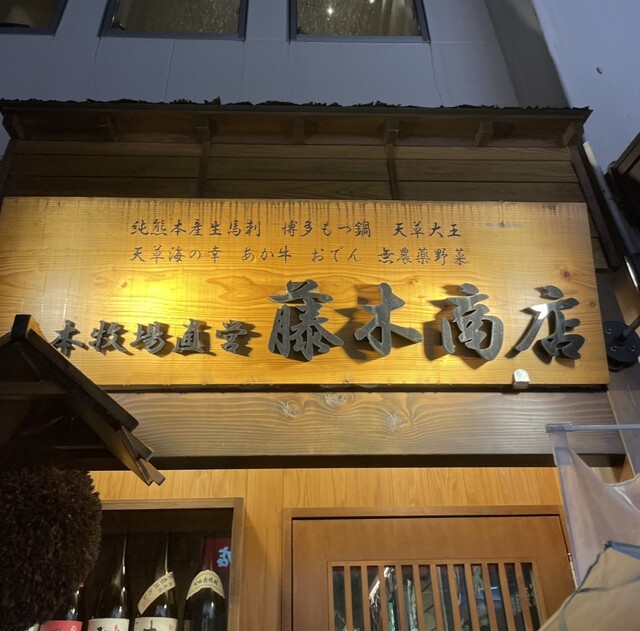 純熊本産生馬刺 博多もつ鍋 天草大王
天草海の幸 あか牛 おでん 無農薬野菜
本牧場直営 藤木商店